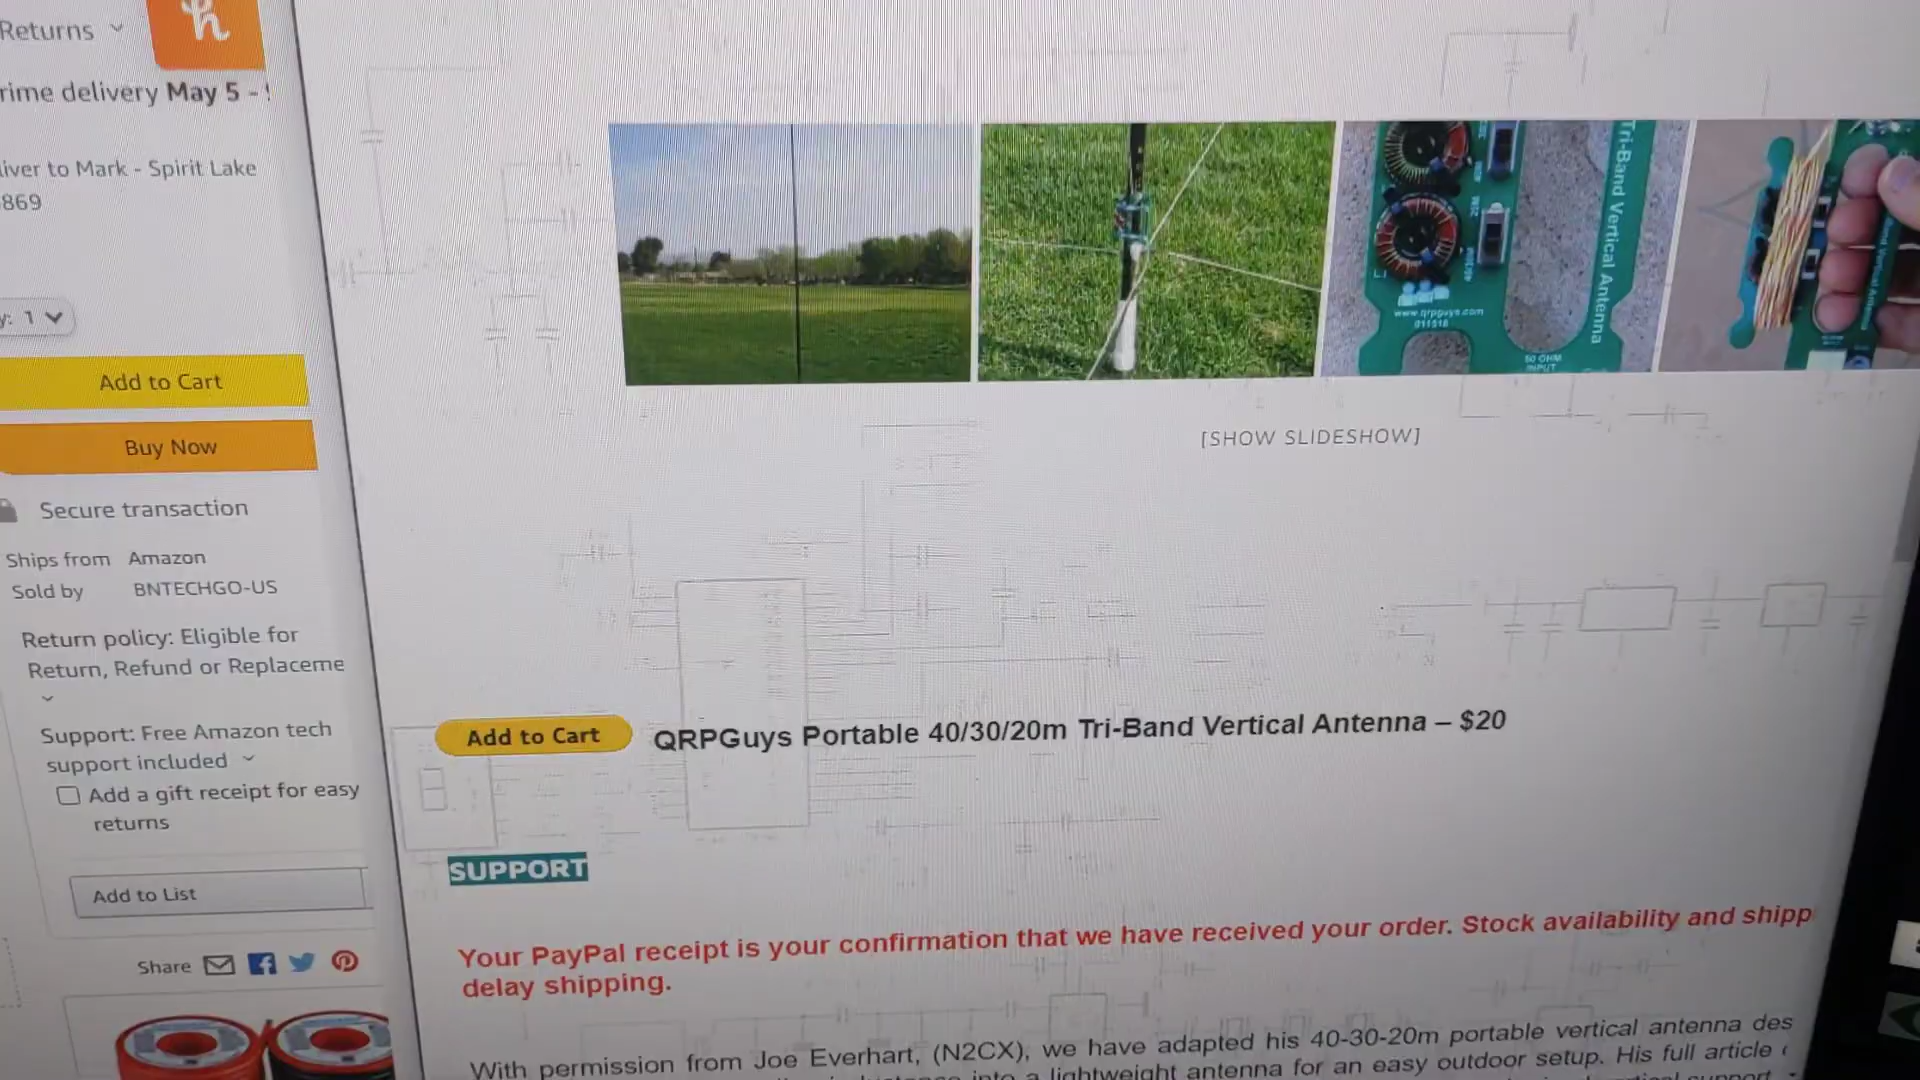 Returns
rime delivery May 5 -
iver to Mark - Spirit Lake
869
y: 1
Add to Cart
Buy Now
Secure transaction
Ships from Amazon
Sold by BNTECHGO-US
Return policy: Eligible for
Return, Refund or Replaceme
Support: Free Amazon tech
support included
Add a gift receipt for easy
returns
Add to List
Share
Tri-Band Vertical Antenna
www.qrpguys.com
011518
50 OHM
INPUT
[SHOW SLIDESHOW]
Add to Cart QRPGuys Portable 40/30/20m Tri-Band Vertical Antenna – $20
SUPPORT
Your PayPal receipt is your confirmation that we have received your order. Stock availability and shipp
delay shipping.
With permission from Joe Everhart, (N2CX), we have adapted his 40-30-20m portable vertical antenna des
into a lightweight antenna for an easy outdoor setup. His full article